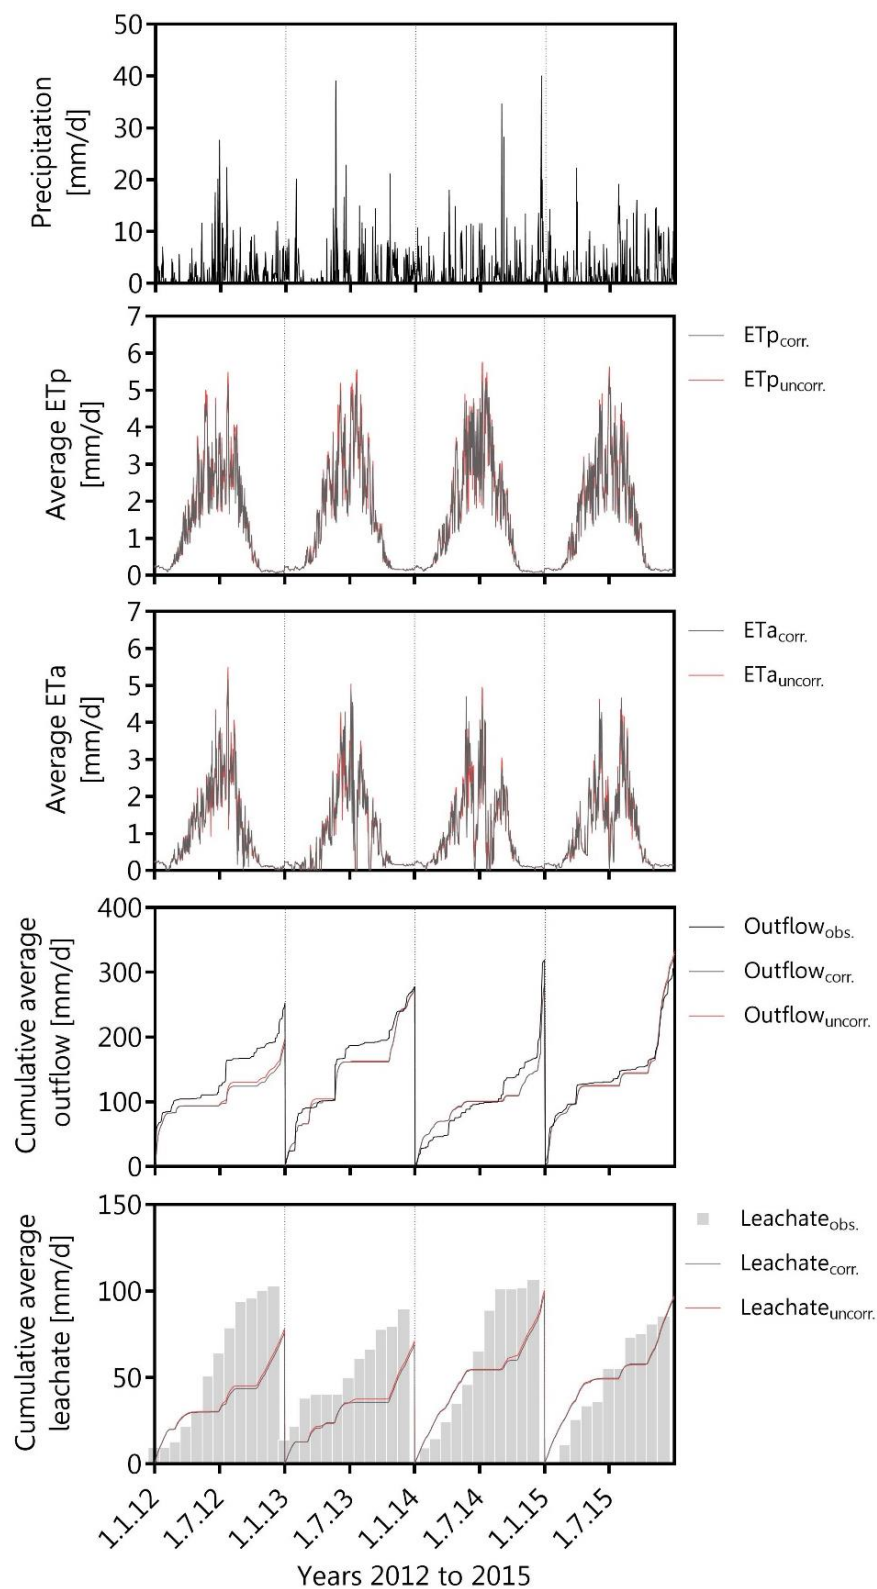 50
40
30
20
10
0
Precipitation
[mm/d]
7
6
5
4
3
2
1
0
Average ETp
[mm/d]
ETpcorr.
ETpuncorr.
7
6
5
4
3
2
1
0
Average ETa
[mm/d]
ETacorr.
ETauncorr.
400
300
200
100
0
Cumulative average
outflow [mm/d]
Outflowobs.
Outflowcorr.
Outflowuncorr.
150
100
50
0
Cumulative average
leachate [mm/d]
Leachateobs.
Leachatecorr.
Leachateuncorr.
1.1.12
1.7.12
1.1.13
1.7.13
1.1.14
1.7.14
1.1.15
1.7.15
Years 2012 to 2015